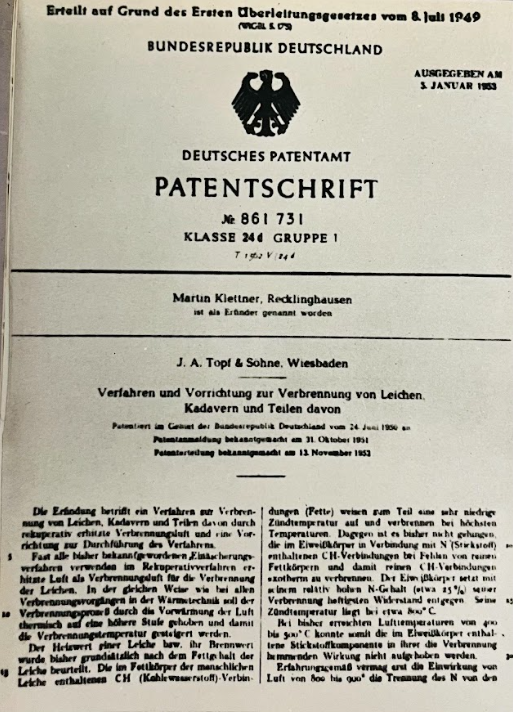 Erteilt auf Grund des Ersten Überleitungsgesetzes vom 8. Juli 1949
(WIGBl. S. 175)
BUNDESREPUBLIK DEUTSCHLAND
AUSGEGEBEN AM
5. JANUAR 1953
DEUTSCHES PATENTAMT
PATENTSCHRIFT
№ 861 731
KLASSE 24d GRUPPE 1
T 1562 V / 24 d
Martin Klettner, Recklinghausen
ist als Erfinder genannt worden
J. A. Topf & Söhne, Wiesbaden
Verfahren und Vorrichtung zur Verbrennung von Leichen,
Kadavern und Teilen davon
Patentiert im Gebiet der Bundesrepublik Deutschland vom 24. Juni 1950 an
Patentanmeldung bekanntgemacht am 31. Oktober 1951
Patenterteilung bekanntgemacht am 13. November 1952
Die Erfindung betrifft ein Verfahren zur Verbren-
nung von Leichen, Kadavern und Teilen davon durch
rekuperativ erhitzte Verbrennungsluft und eine Vor-
richtung zur Durchführung des Verfahrens.
5 Fast alle bisher bekanntgewordenen Einäscherungs-
verfahren verwenden im Rekuperativverfahren er-
hitzte Luft als Verbrennungsluft für die Verbrennung
der Leichen. In der gleichen Weise wie bei allen
Verbrennungsvorgängen in der Wärmetechnik soll der
10 Verbrennungsprozeß durch die Vorwärmung der Luft
thermisch auf eine höhere Stufe gehoben und damit
die Verbrennungstemperatur gesteigert werden.
Der Heizwert einer Leiche bzw. ihr Brennwert
wurde bisher grundsätzlich nach dem Fettgehalt der
15 Leiche beurteilt. Die im Fettkörper der menschlichen
Leiche enthaltenen CH (Kohlewasserstoff)-Verbin-
dungen (Fette) weisen zum Teil eine sehr niedrige
Zündtemperatur auf und verbrennen bei höchsten
Temperaturen. Dagegen ist es bisher nicht gelungen,
die im Eiweißkörper in Verbindung mit N (Stickstoff) 20
enthaltenen CH-Verbindungen bei Fehlen von reinen
Fettkörpern und damit reinen CH-Verbindungen
exotherm zu verbrennen. Der Eiweißkörper setzt mit
seinem relativ hohen N-Gehalt (etwa 25%) seiner
Verbrennung heftigsten Widerstand entgegen. Seine 25
Zündtemperatur liegt bei etwa 800° C.
Bei bisher erreichten Lufttemperaturen von 400
bis 500° C konnte somit die im Eiweißkörper enthal-
tene Stickstoffkomponente in ihrer die Verbrennung
hemmenden Wirkung nicht aufgehoben werden. 30
Erfahrungsgemäß vermag erst die Einwirkung von
Luft von 800 bis 900° die Trennung des N von den